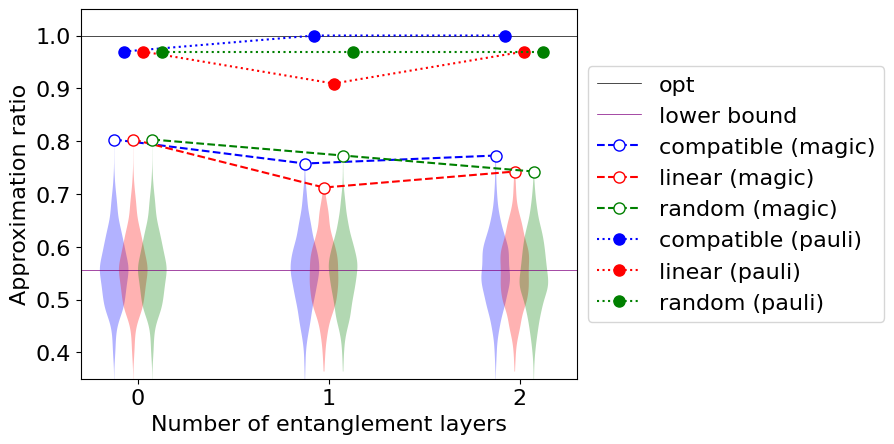 1.0
0.9
0.8
0.7
0.6
0.5
0.4
Approximation ratio
0 1 2
Number of entanglement layers
opt
lower bound
compatible (magic)
linear (magic)
random (magic)
compatible (pauli)
linear (pauli)
random (pauli)